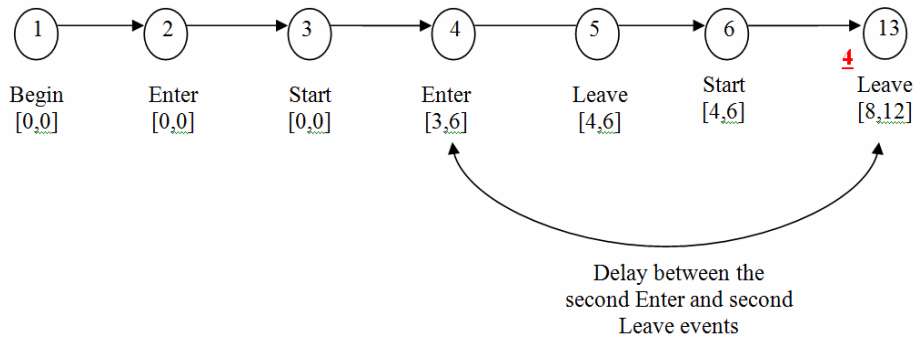 1 2 3 4 5 6 13
4
Begin Enter Start Enter Leave Start Leave
[0,0] [0,0] [0,0] [3,6] [4,6] [4,6] [8,12]
Delay between the
second Enter and second
Leave events